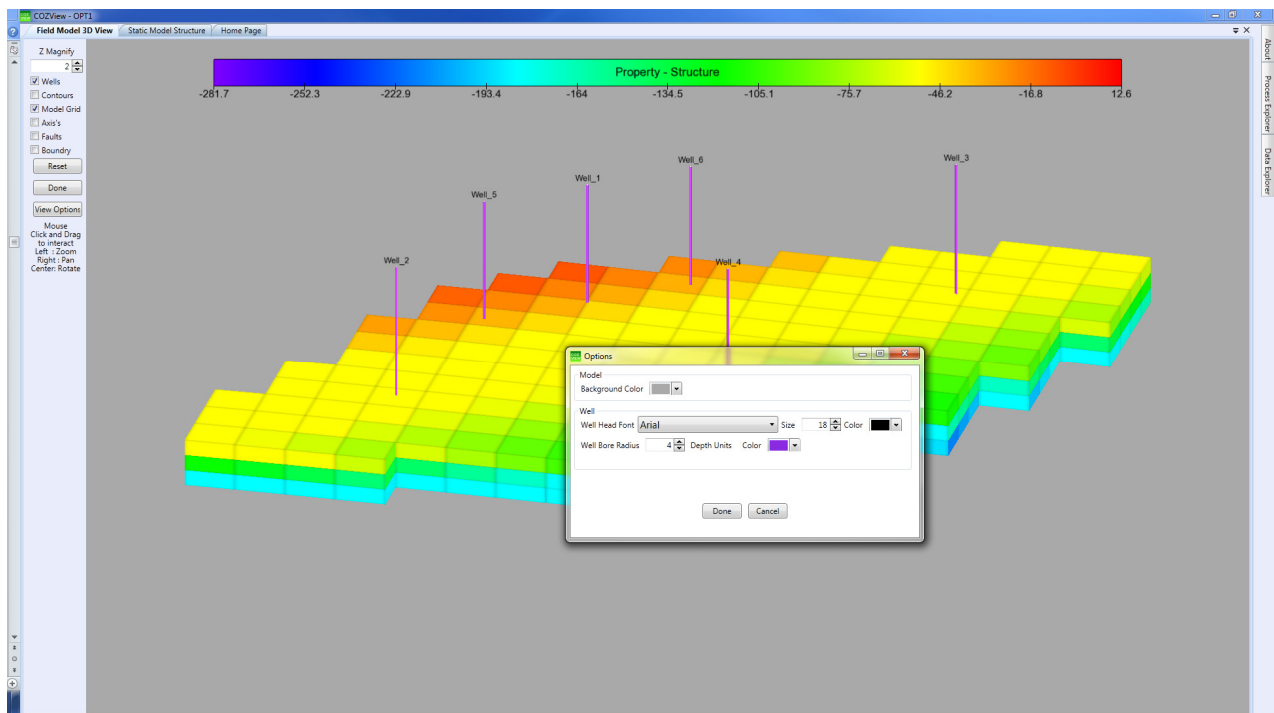 COZView - OPT1
Field Model 3D View
Static Model Structure
Home Page
Z Magnify
2
Wells
Contours
Model Grid
Axis's
Faults
Boundry
Reset
Done
View Options
Mouse
Click and Drag
to interact
Left : Zoom
Right : Pan
Center: Rotate
Property - Structure
-281.7 -252.3 -222.9 -193.4 -164 -134.5 -105.1 -75.7 -46.2 -16.8 12.6
Well_6
Well_3
Well_1
Well_5
Well_2
Well_4
Options
Model
Background Color
Well
Well Head Font Arial Size 18 Color
Well Bore Radius 4 Depth Units Color
Done Cancel
About
Process Explorer
Data Explorer